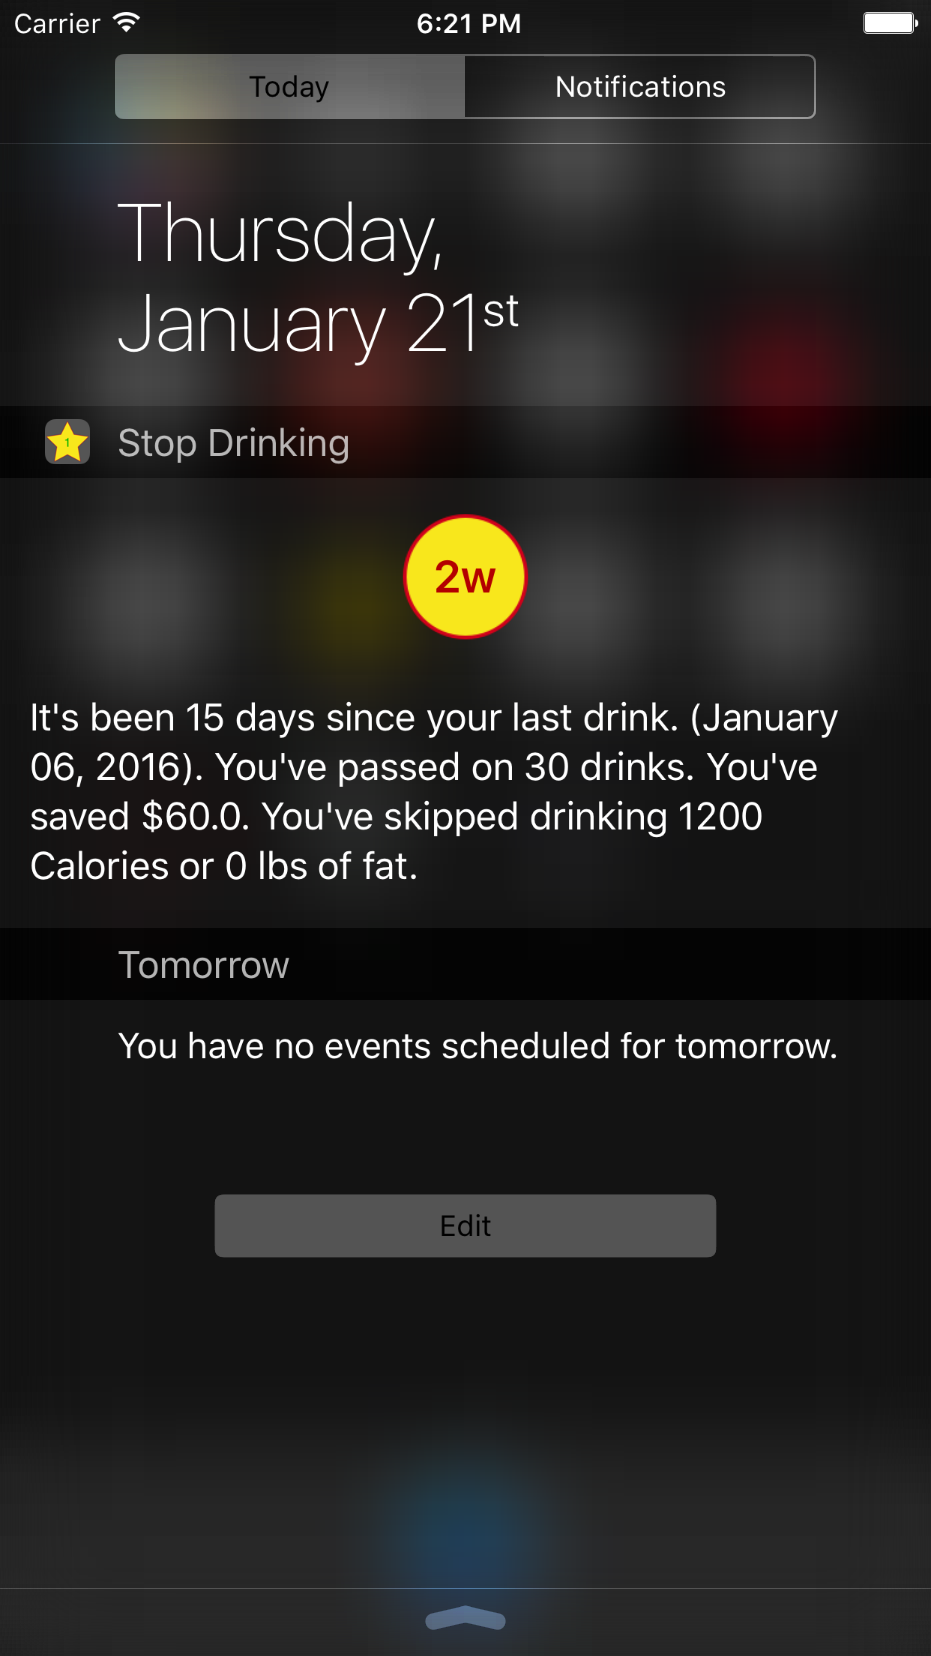 Carrier 6:21 PM
Today Notifications
Thursday,
January 21st
1 Stop Drinking
2w
It's been 15 days since your last drink. (January
06, 2016). You've passed on 30 drinks. You've
saved $60.0. You've skipped drinking 1200
Calories or 0 lbs of fat.
Tomorrow
You have no events scheduled for tomorrow.
Edit